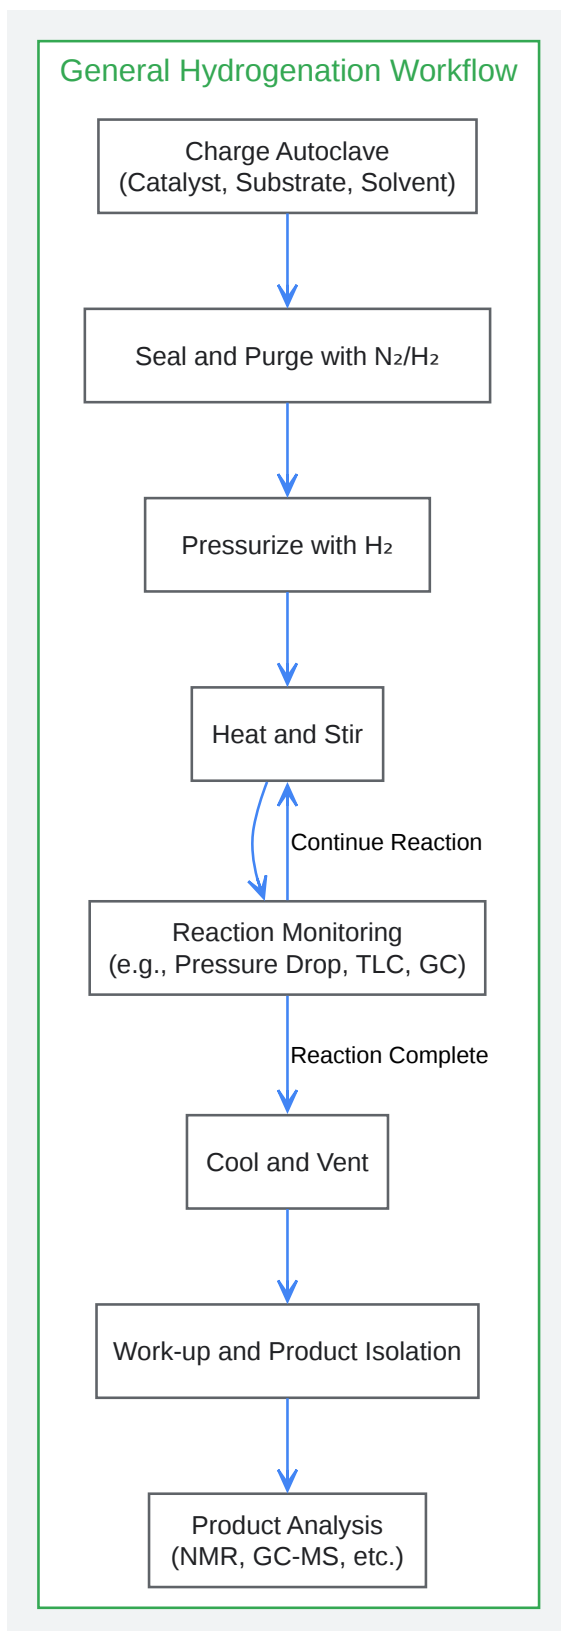 General Hydrogenation Workflow
Charge Autoclave
(Catalyst, Substrate, Solvent)
Seal and Purge with N₂/H₂
Pressurize with H₂
Heat and Stir
Continue Reaction
Reaction Monitoring
(e.g., Pressure Drop, TLC, GC)
Reaction Complete
Cool and Vent
Work-up and Product Isolation
Product Analysis
(NMR, GC-MS, etc.)